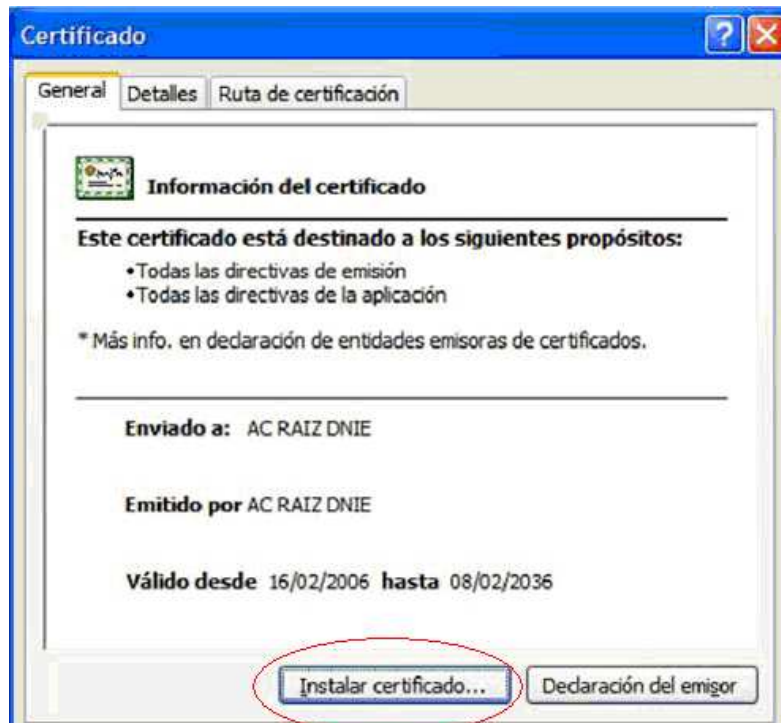 Certificado
General Detalles Ruta de certificación
Información del certificado
Este certificado está destinado a los siguientes propósitos:
•Todas las directivas de emisión
•Todas las directivas de la aplicación
* Más info. en declaración de entidades emisoras de certificados.
Enviado a: AC RAIZ DNIE
Emitido por AC RAIZ DNIE
Válido desde 16/02/2006 hasta 08/02/2036
Instalar certificado... Declaración del emisor